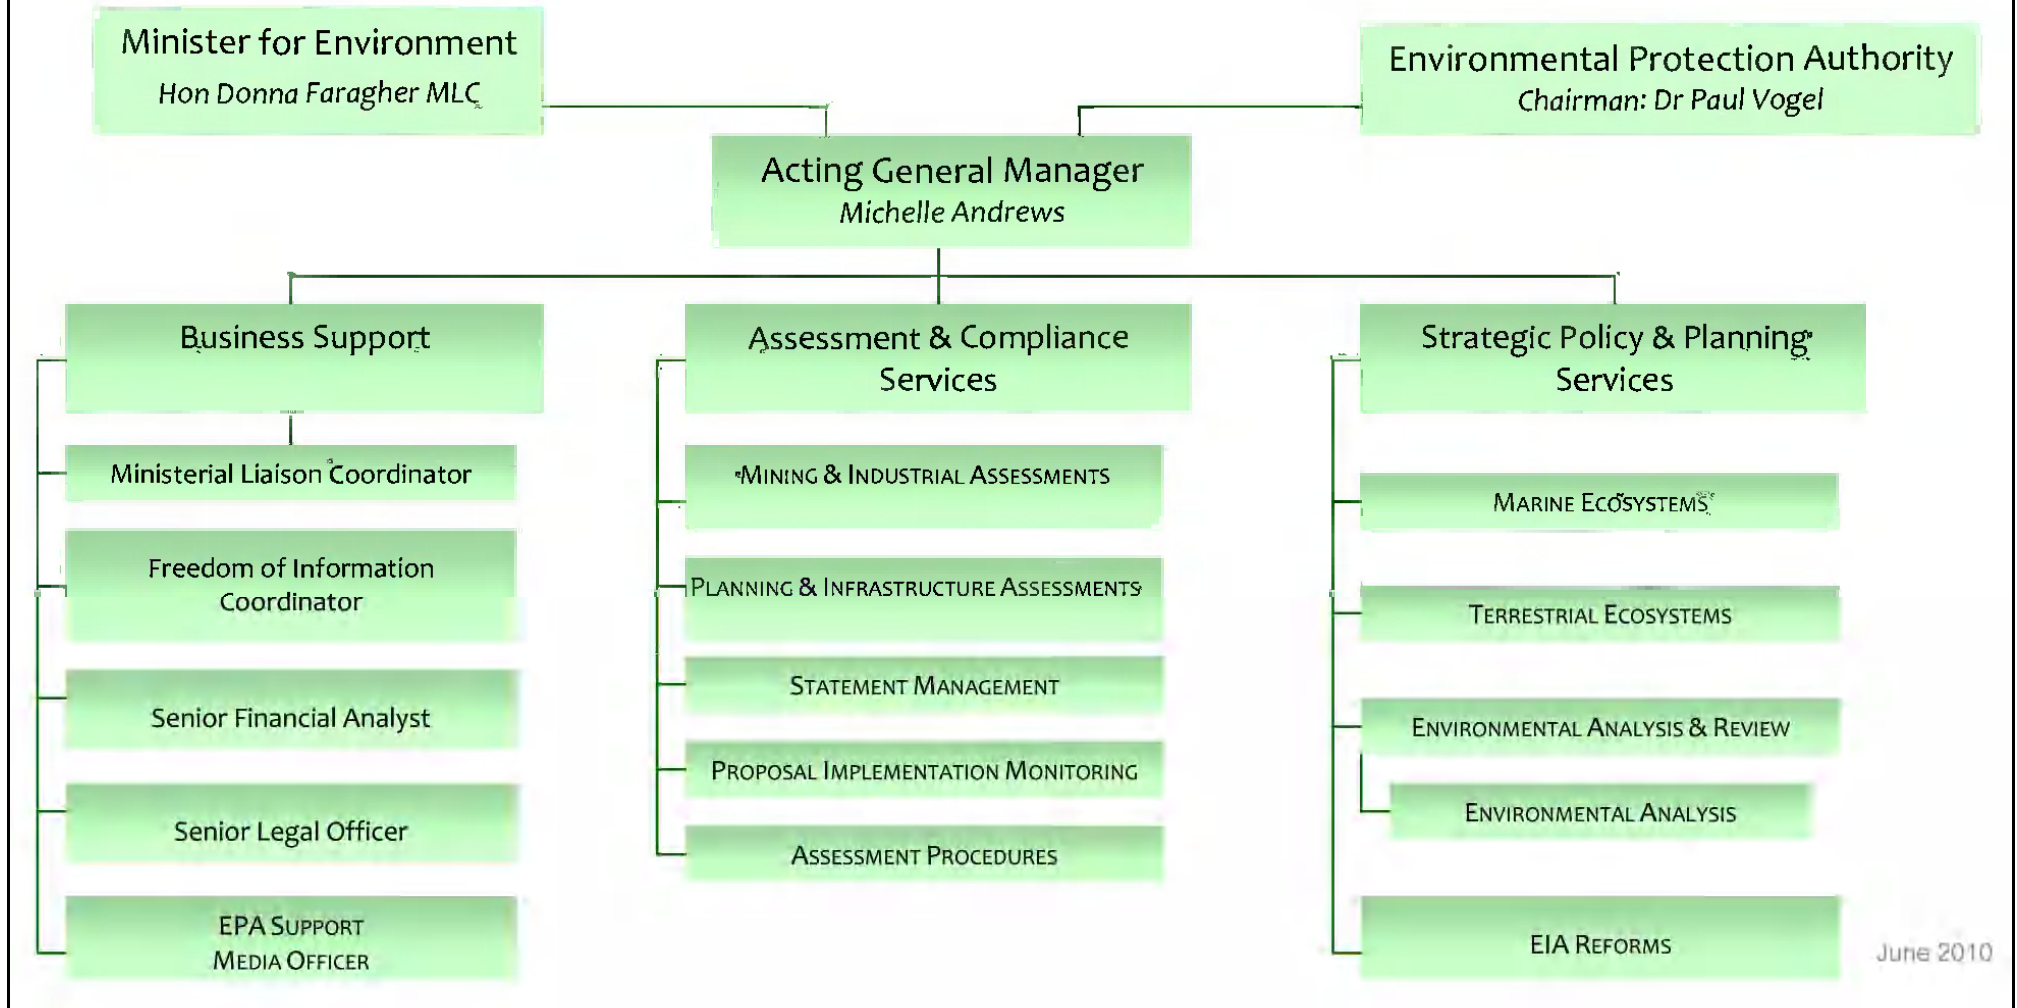 Minister for Environment
Hon Donna Faragher MLC
Environmental Protection Authority
Chairman: Dr Paul Vogel
Acting General Manager
Michelle Andrews
Business Support
Ministerial Liaison Coordinator
Freedom of Information
Coordinator
Senior Financial Analyst
Senior Legal Officer
EPA SUPPORT
MEDIA OFFICER
Assessment & Compliance
Services
MINING & INDUSTRIAL ASSESSMENTS
PLANNING & INFRASTRUCTURE ASSESSMENTS
STATEMENT MANAGEMENT
PROPOSAL IMPLEMENTATION MONITORING
ASSESSMENT PROCEDURES
Strategic Policy & Planning
Services
MARINE ECOSYSTEMS
TERRESTRIAL ECOSYSTEMS
ENVIRONMENTAL ANALYSIS & REVIEW
ENVIRONMENTAL ANALYSIS
EIA REFORMS
June 2010